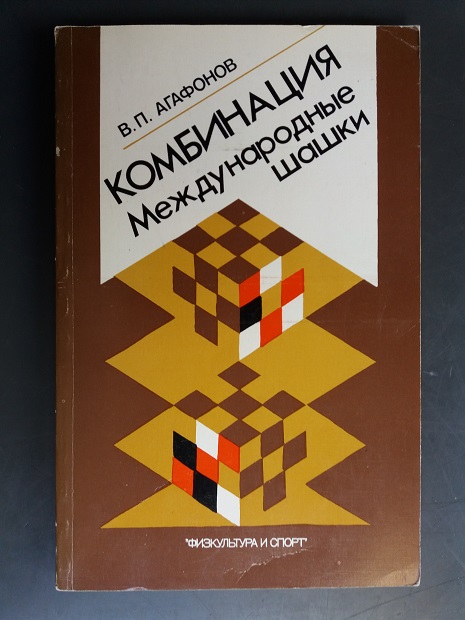 В.П. АГАФОНОВ
КОМБИНАЦИЯ
Международные
шашки
"ФИЗКУЛЬТУРА И СПОРТ"